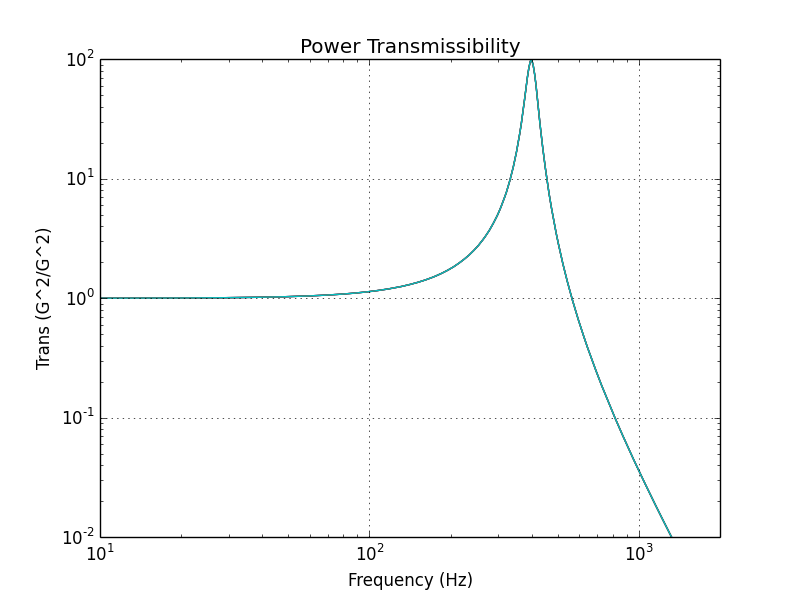 Power Transmissibility
10^2
10^1
10^0
10^-1
10^-2
Trans (G^2/G^2)
10^1 10^2 10^3
Frequency (Hz)